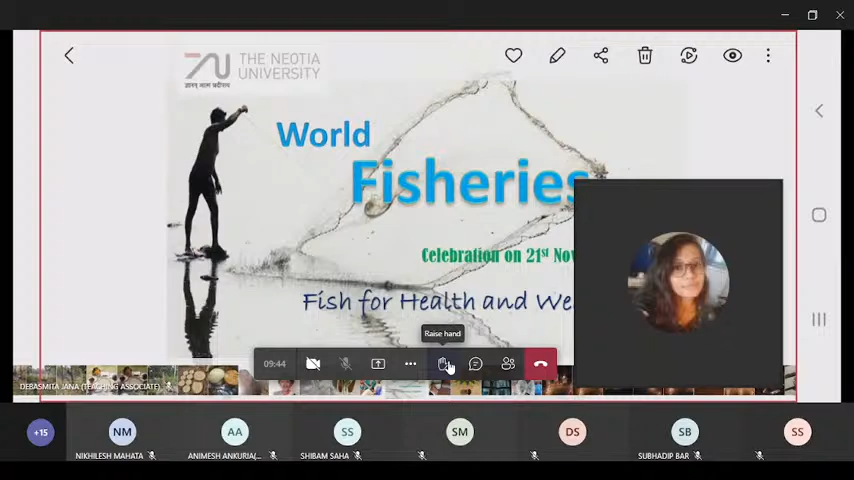 THE NEOTIA
UNIVERSITY
World
Fisheries
Celebration on 21st Nov
Fish for Health and We
Raise hand
09:44
DEBASMITA JANA (TEACHING ASSOCIATE)
+15
NM
AA
SS
SM
DS
SB
SS
NIKHILESH MAHATA
ANIMESH ANKURIA(...
SHIBAM SAHA
SUBHADIP BAR